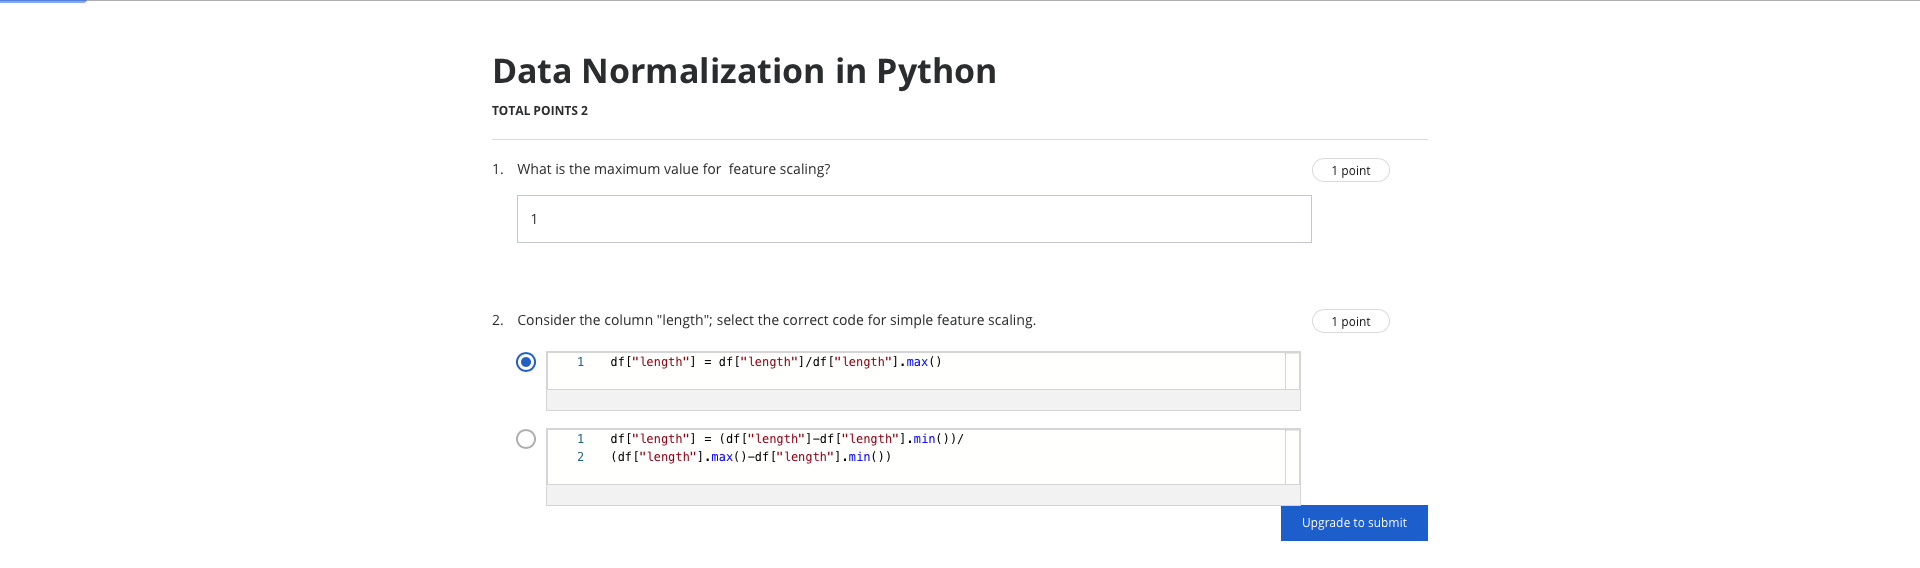 Data Normalization in Python
TOTAL POINTS 2
1. What is the maximum value for  feature scaling?
1 point
1
2. Consider the column "length"; select the correct code for simple feature scaling.
1 point
1 df["length"] = df["length"]/df["length"].max()
1 df["length"] = (df["length"]–df["length"].min())/
2 (df["length"].max()–df["length"].min())
Upgrade to submit